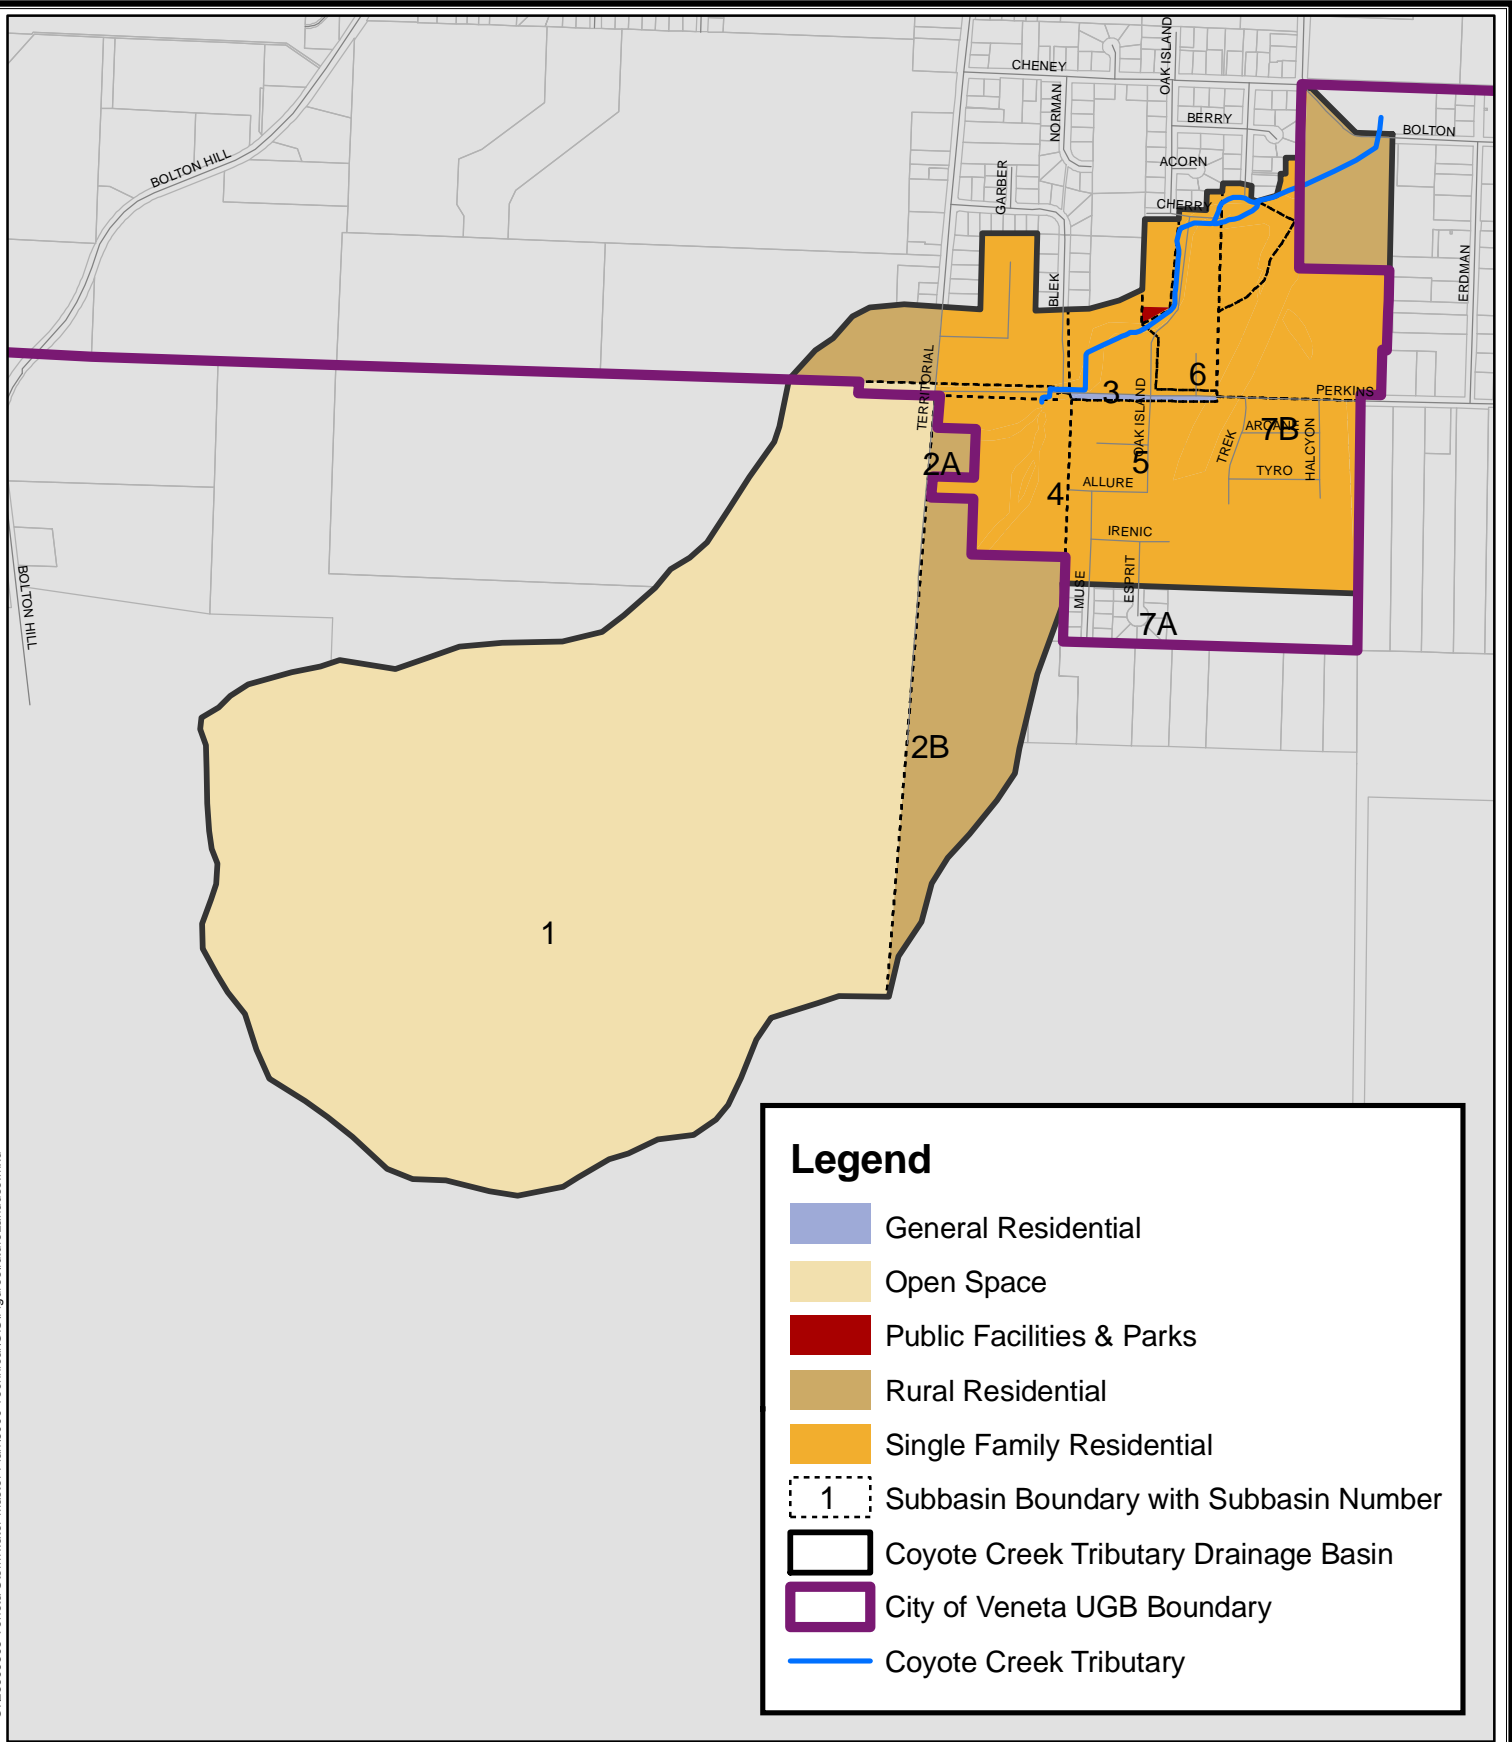 CHENEY
OAK ISLAND
NORMAN
BERRY
BOLTON
BOLTON HILL
ACORN
GARBER
CHERRY
ERDMAN
BLEK
TERRITORIAL
3
6
OAK ISLAND
PERKINS
ARCANE
7B
HALCYON
TREK
2A
5
TYRO
4
ALLURE
IRENIC
BOLTON HILL
MUSE
ESPRIT
7A
2B
1
Legend
General Residential
Open Space
Public Facilities & Parks
Rural Residential
Single Family Residential
1 Subbasin Boundary with Subbasin Number
Coyote Creek Tributary Drainage Basin
City of Veneta UGB Boundary
Coyote Creek Tributary